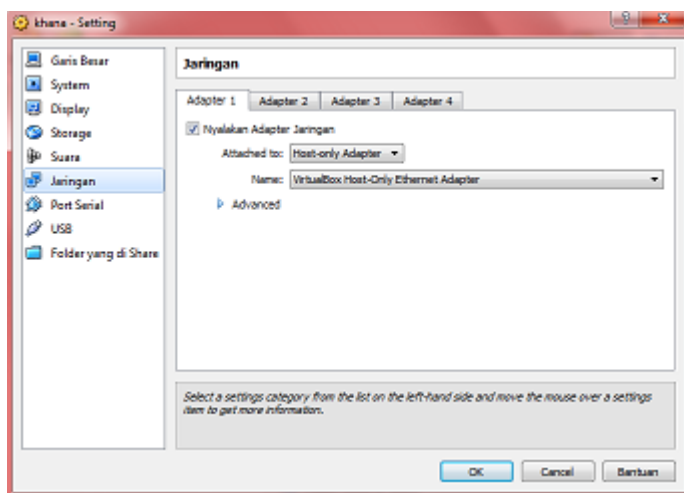 khana - Setting
Garis Besar
System
Display
Storage
Suara
Jaringan
Port Serial
USB
Folder yang di Share
Jaringan
Adapter 1 Adapter 2 Adapter 3 Adapter 4
Nyalakan Adapter Jaringan
Attached to: Host-only Adapter
Name: VirtualBox Host-Only Ethernet Adapter
Advanced
Select a settings category from the list on the left-hand side and move the mouse over a settings
item to get more information.
OK Cancel Bantuan